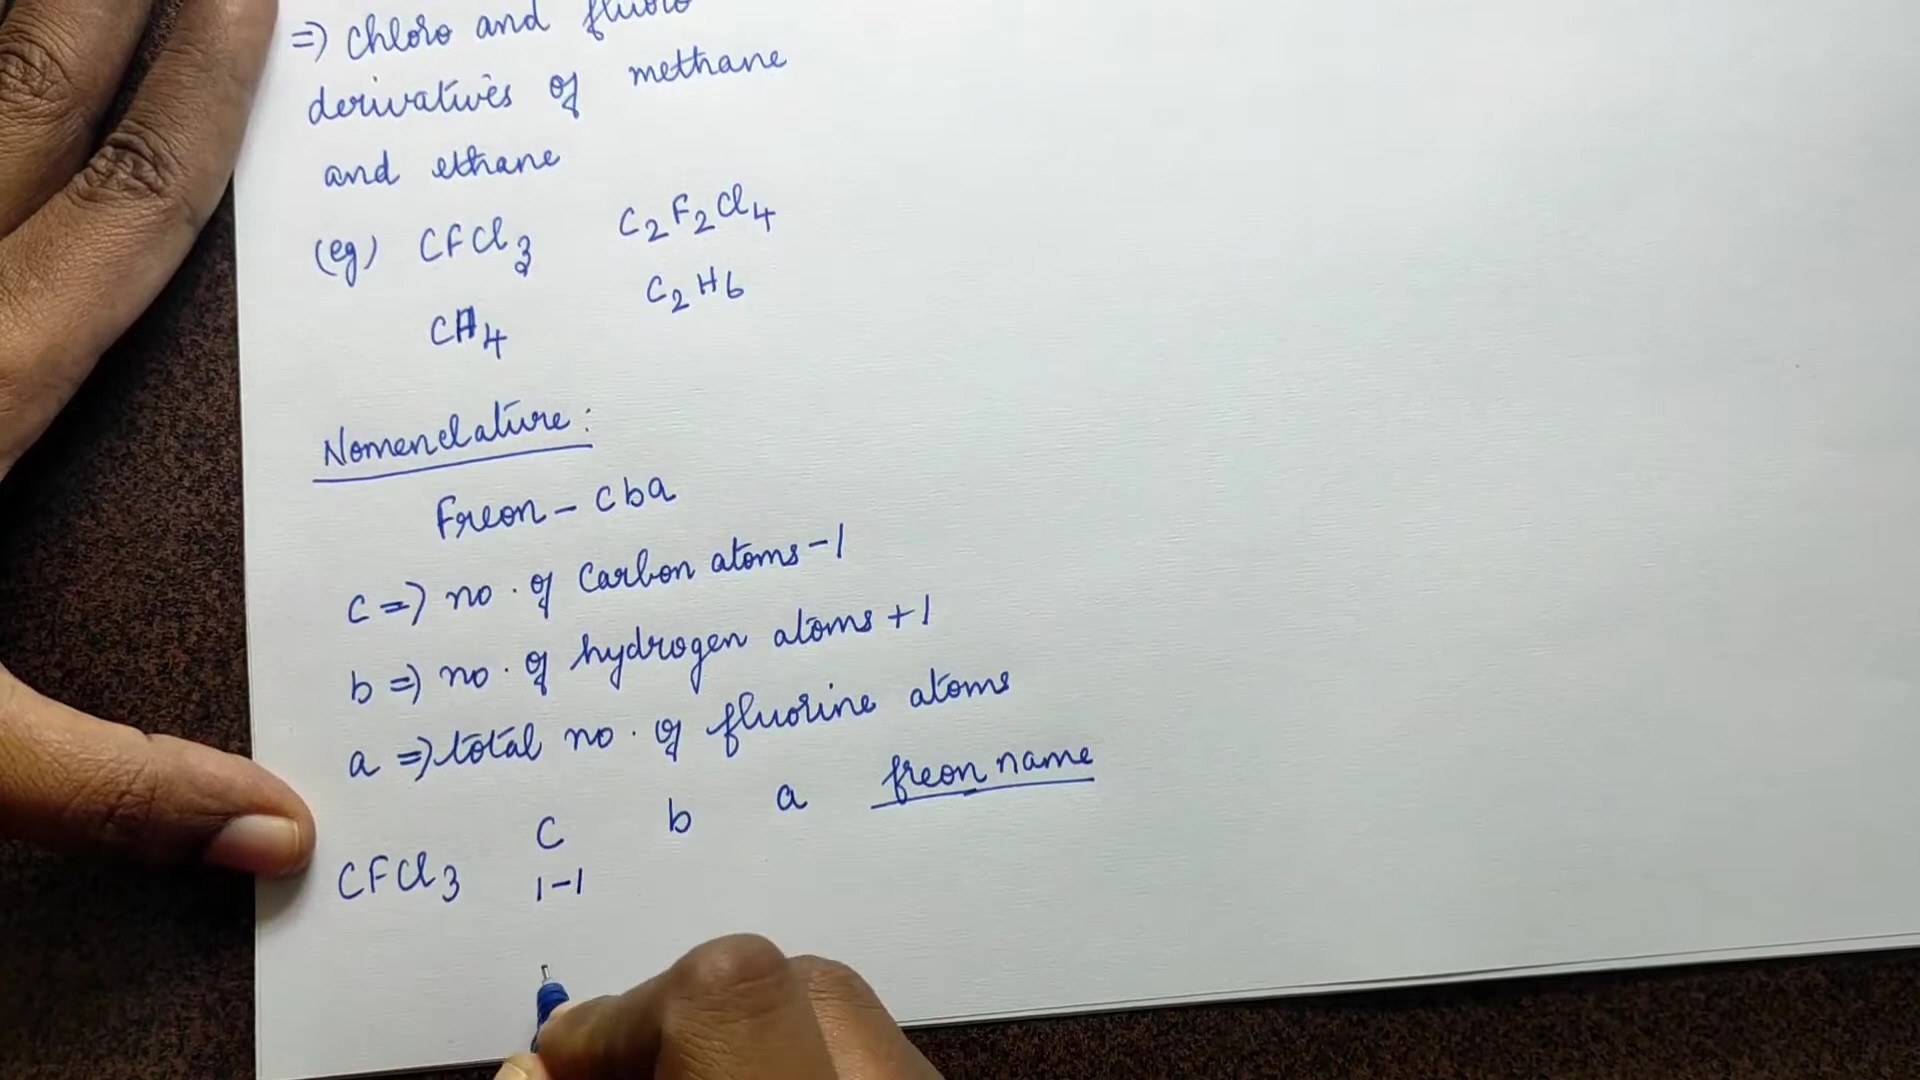 => chloro and fluoro
derivatives of methane
and ethane
(eg) CFCl3 C2F2Cl4
CH4 C2H6
Nomenclature:
Freon - cba
c => no. of Carbon atoms - 1
b => no. of hydrogen atoms + 1
a => total no. of fluorine atoms
C b a freon name
CFCl3 1-1